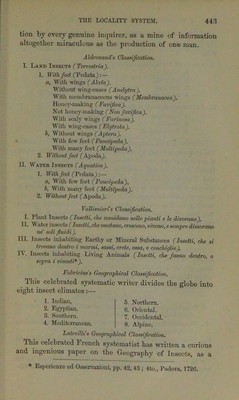 THE LOCALITY SYSTEM. 443
tion by every genuine inquirer, as a mine of information
altogether miraculous as the production of one man.
Aldrovand's Classification.
I. LAND INSECTS (Terrestria).
1. With feet (Pedata):—
a, With wings (Alata).
Without wing-cases (Anelytra).
With membranaceous wings (Membranacea).
Honey-making (Favifica).
Not honey-making (Non favifica).
With scaly wings (Farinosa).
With wing-cases (Elytrota).
b, Without wings (Aptera).
With few feet (Paucipeda).
With many feet (Multipeda).
2. Without feet (Apoda).
II. WATER INSECTS (Aquatica).
1. With feet (Pedata):—
a, With few feet (Paucipeda).
b, With many feet (Multipeda).
2. Without feet (Apoda).
Vallisnieri's Classification.
I. Plant Insects (Insetti, che annidano nelle pianti e le divorano).
II. Water insects (Insetti, che nuotano, crescono, vivono, e sempre dimorano
ne' soli fluidi).
III. Insects inhabiting Earthy or Mineral Substances (Insetti, che si
trovano dentro i marmi, sassi, crete, ossa, e conchiglie).
IV. Insects inhabiting Living Animals (Insetti, che fanno dentro, o
sopra i viventi*).
Fabricius's Geographical Classification.
This celebrated systematic writer divides the globe into
eight insect climates:—
1. Indian.
2. Egyptian.
3. Southern.
4. Mediterranean.
5. Northern.
6. Oriental.
7. Occidental.
8. Alpine.
Latreille's Geographical Classification.
This celebrated French systematist has written a curious
and ingenious paper on the Geography of Insects, as a
* Esperienze ed Osservazioni, pp. 42, 43; 4to., Padova, 1726.